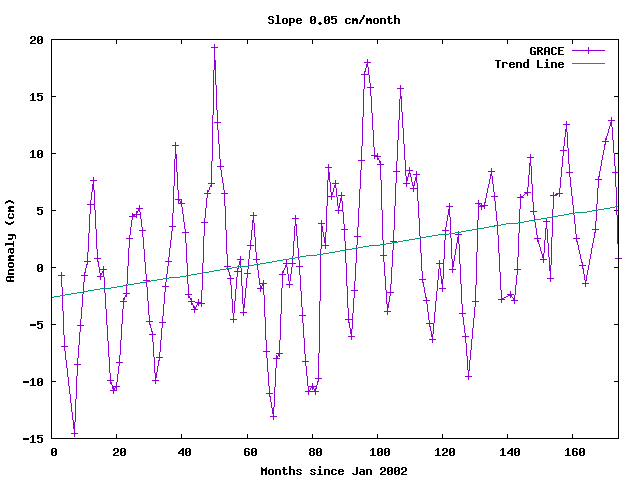 Slope 0.05 cm/month
GRACE
Trend Line
Anomaly (cm)
20
15
10
5
0
-5
-10
-15
0 20 40 60 80 100 120 140 160
Months since Jan 2002